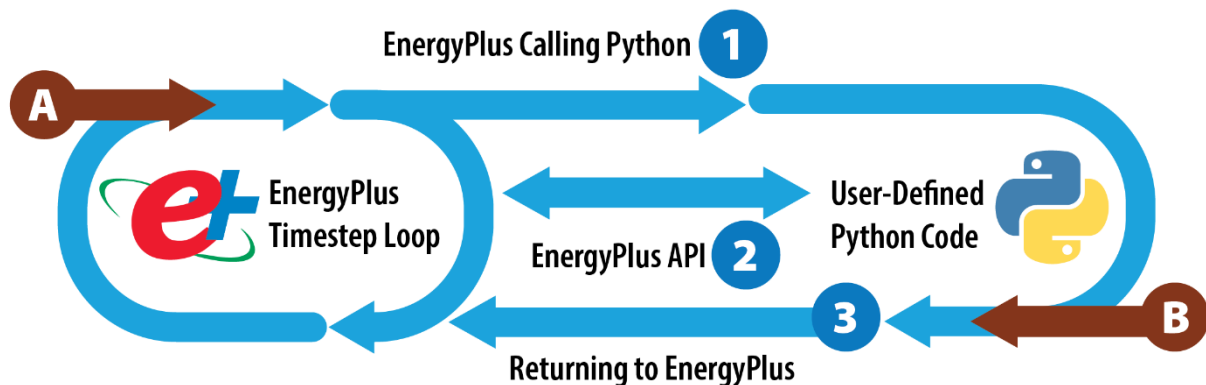 EnergyPlus Calling Python 1
A
e+ EnergyPlus
Timestep Loop
User-Defined
Python Code
EnergyPlus API 2
3
B
Returning to EnergyPlus